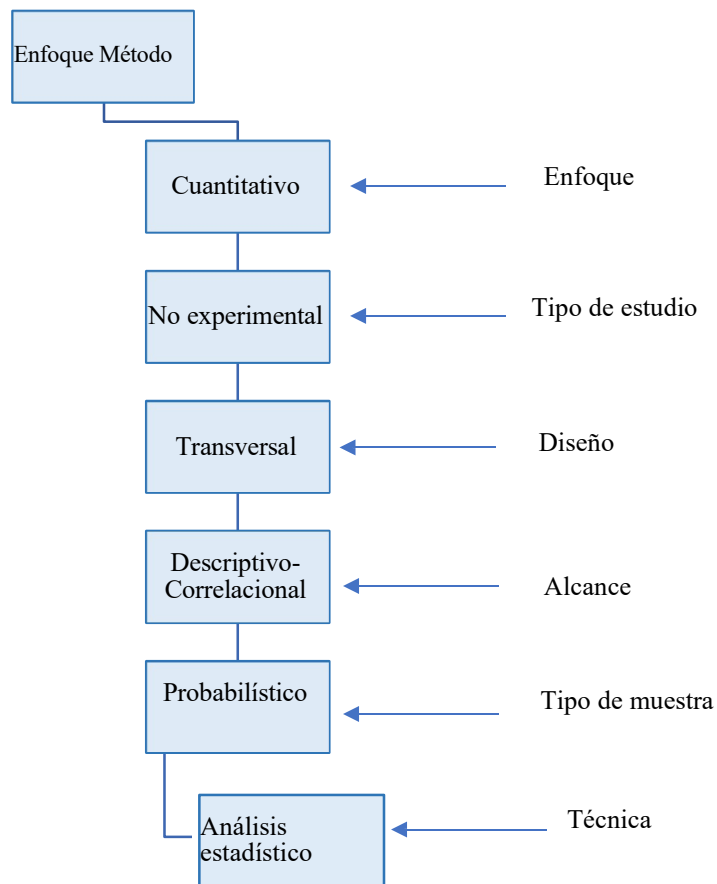 Enfoque Método
Cuantitativo
Enfoque
No experimental
Tipo de estudio
Transversal
Diseño
Descriptivo-
Correlacional
Alcance
Probabilístico
Tipo de muestra
Análisis
estadístico
Técnica